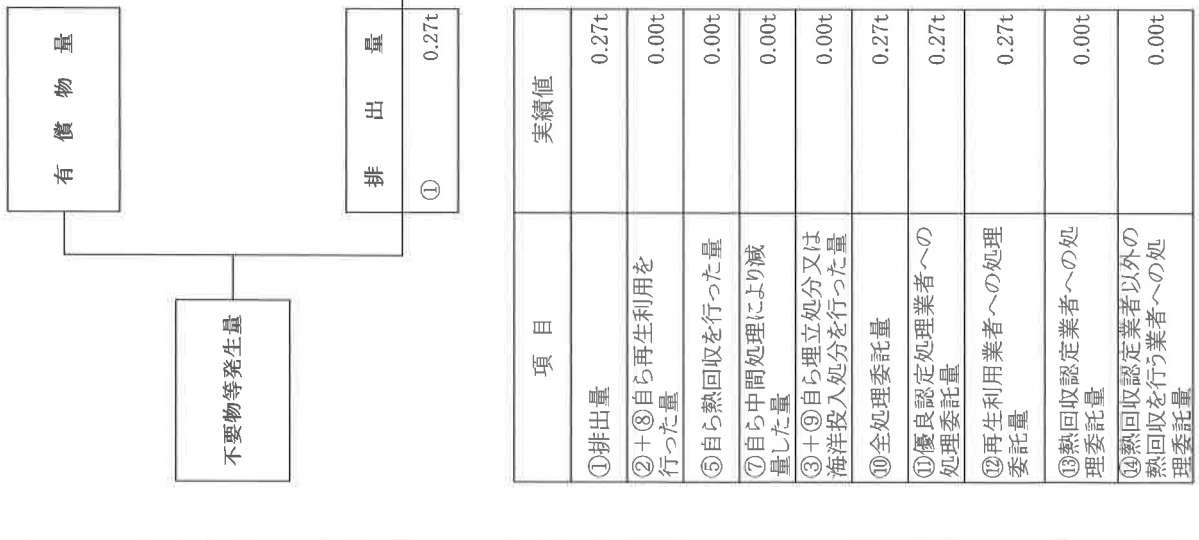 不要物等発生量
有償物量
排出量
① 0.27t
項目 実績値
①排出量 0.27t
②+⑧自ら再生利用を
行った量 0.00t
⑤自ら熱回収を行った量 0.00t
⑦自ら中間処理により減
量した量 0.00t
③+⑨自ら埋立処分又は
海洋投入処分を行った量 0.00t
⑩全処理委託量 0.27t
⑪優良認定処理業者への
処理委託量 0.27t
⑫再生利用業者への処理
委託量 0.27t
⑬熱回収認定業者への処
理委託量 0.00t
⑭熱回収認定業者以外の
熱回収を行う業者への処
理委託量 0.00t